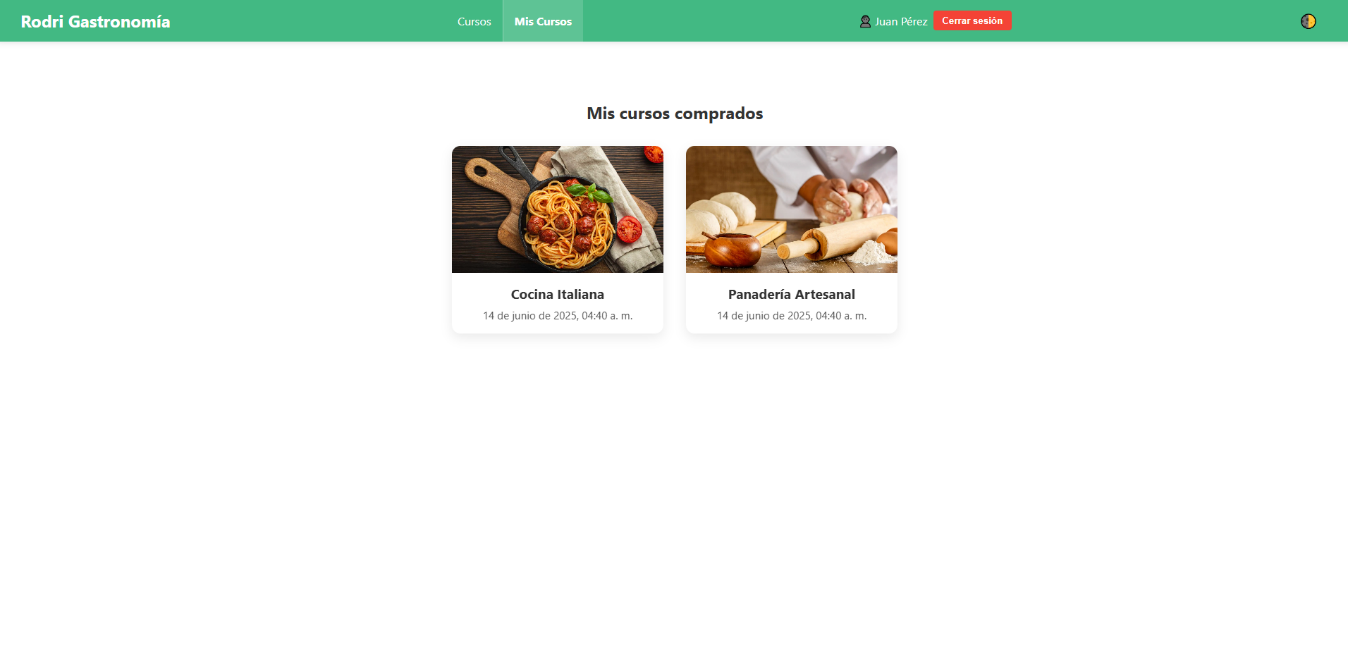 Rodri Gastronomía
Cursos
Mis Cursos
Juan Pérez
Cerrar sesión
Mis cursos comprados
Cocina Italiana
14 de junio de 2025, 04:40 a. m.
Panadería Artesanal
14 de junio de 2025, 04:40 a. m.